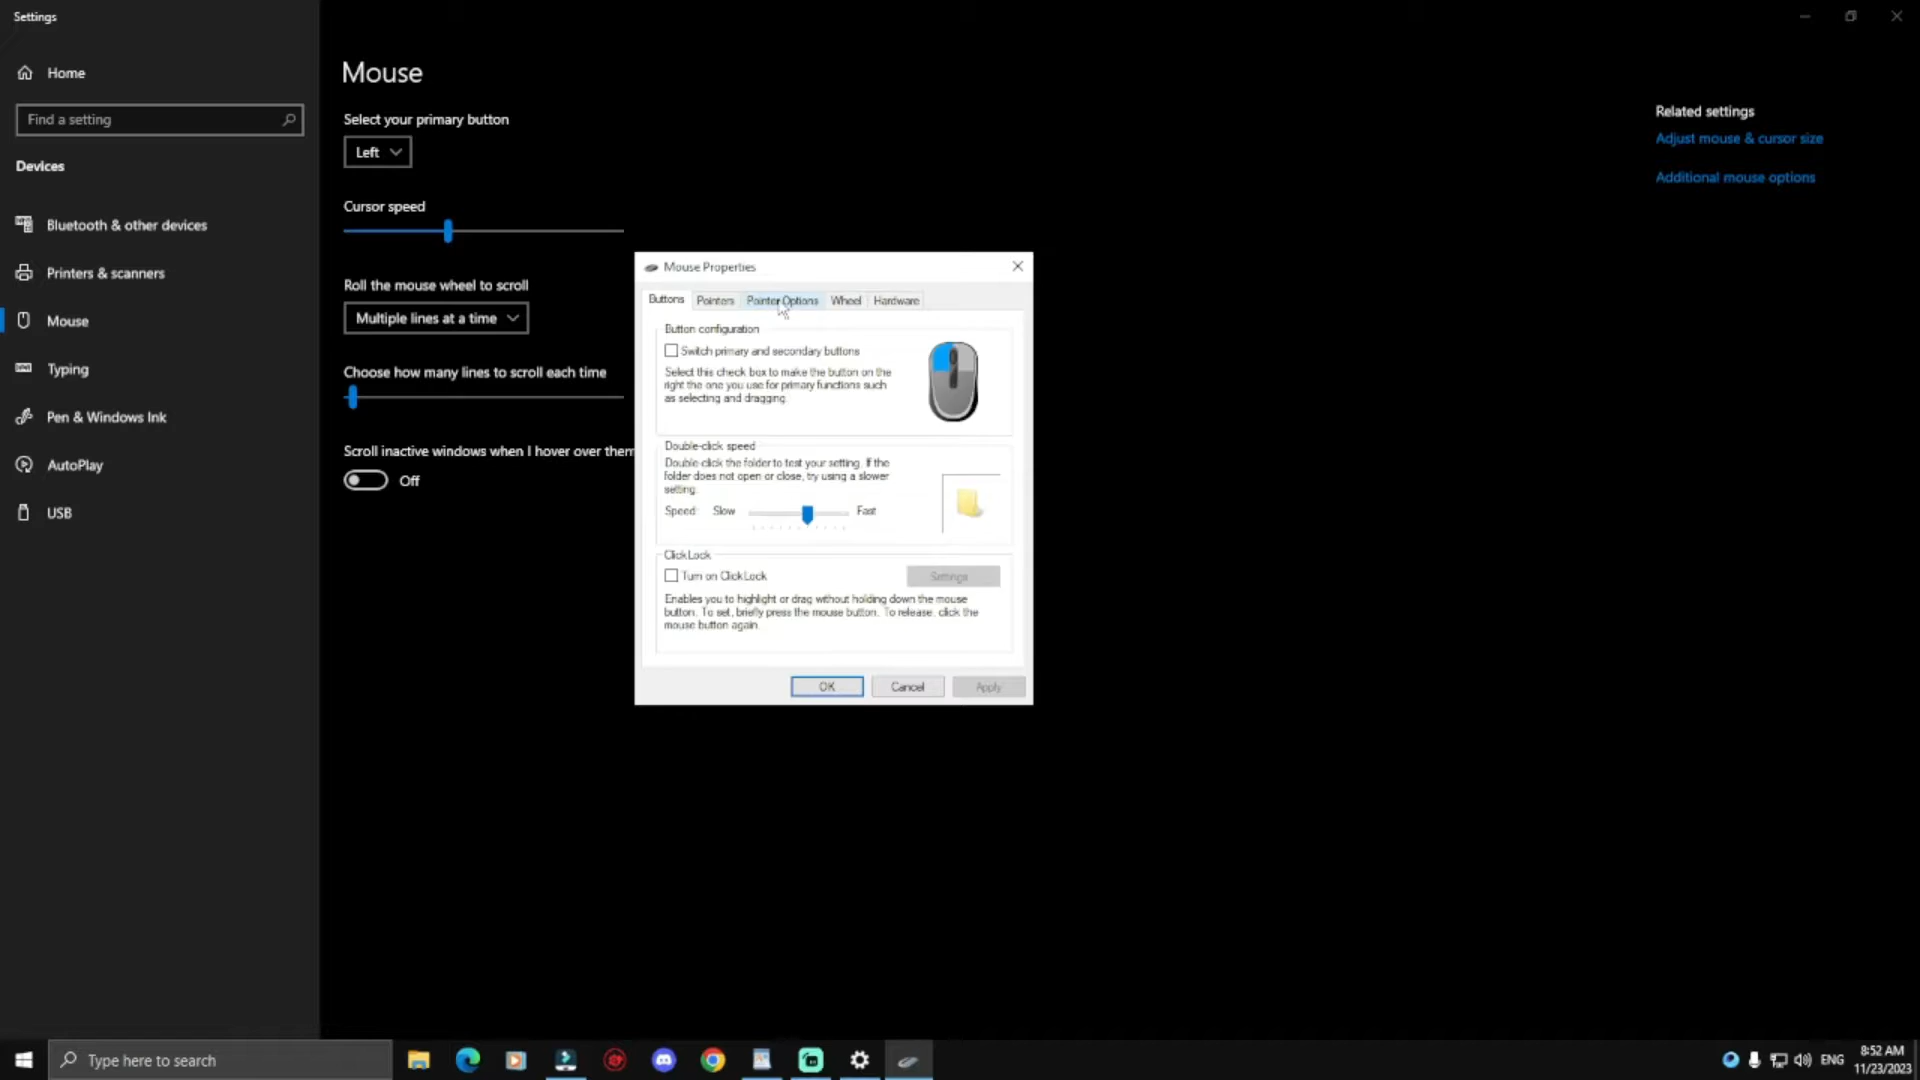 Settings
Home
Find a setting
Devices
Bluetooth & other devices
Printers & scanners
Mouse
Typing
Pen & Windows Ink
AutoPlay
USB
Mouse
Select your primary button
Left
Cursor speed
Roll the mouse wheel to scroll
Multiple lines at a time
Choose how many lines to scroll each time
Scroll inactive windows when I hover over them
Off
Related settings
Adjust mouse & cursor size
Additional mouse options
Mouse Properties
Buttons Pointers Pointer Options Wheel Hardware
Button configuration
Switch primary and secondary buttons
Select this check box to make the button on the
right the one you use for primary functions such
as selecting and dragging.
Double-click speed
Double-click the folder to test your setting. If the
folder does not open or close, try using a slower
setting.
Speed: Slow Fast
ClickLock
Turn on ClickLock
Settings
Enables you to highlight or drag without holding down the mouse
button. To set, briefly press the mouse button. To release, click the
mouse button again.
OK Cancel Apply
Type here to search
ENG
8:52 AM
11/23/2023